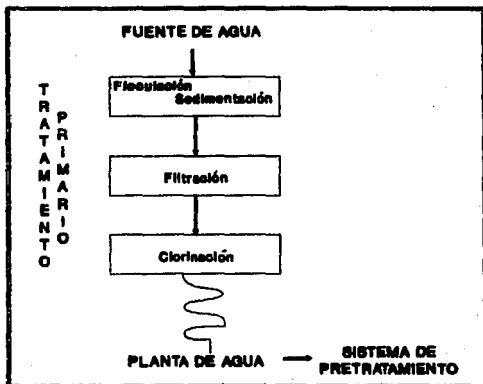 FUENTE DE AGUA
TRATAMIENTO
PRIMARIO
Floculación
Sedimentación
Filtración
Clorinación
PLANTA DE AGUA
SISTEMA DE
PRETRATAMIENTO